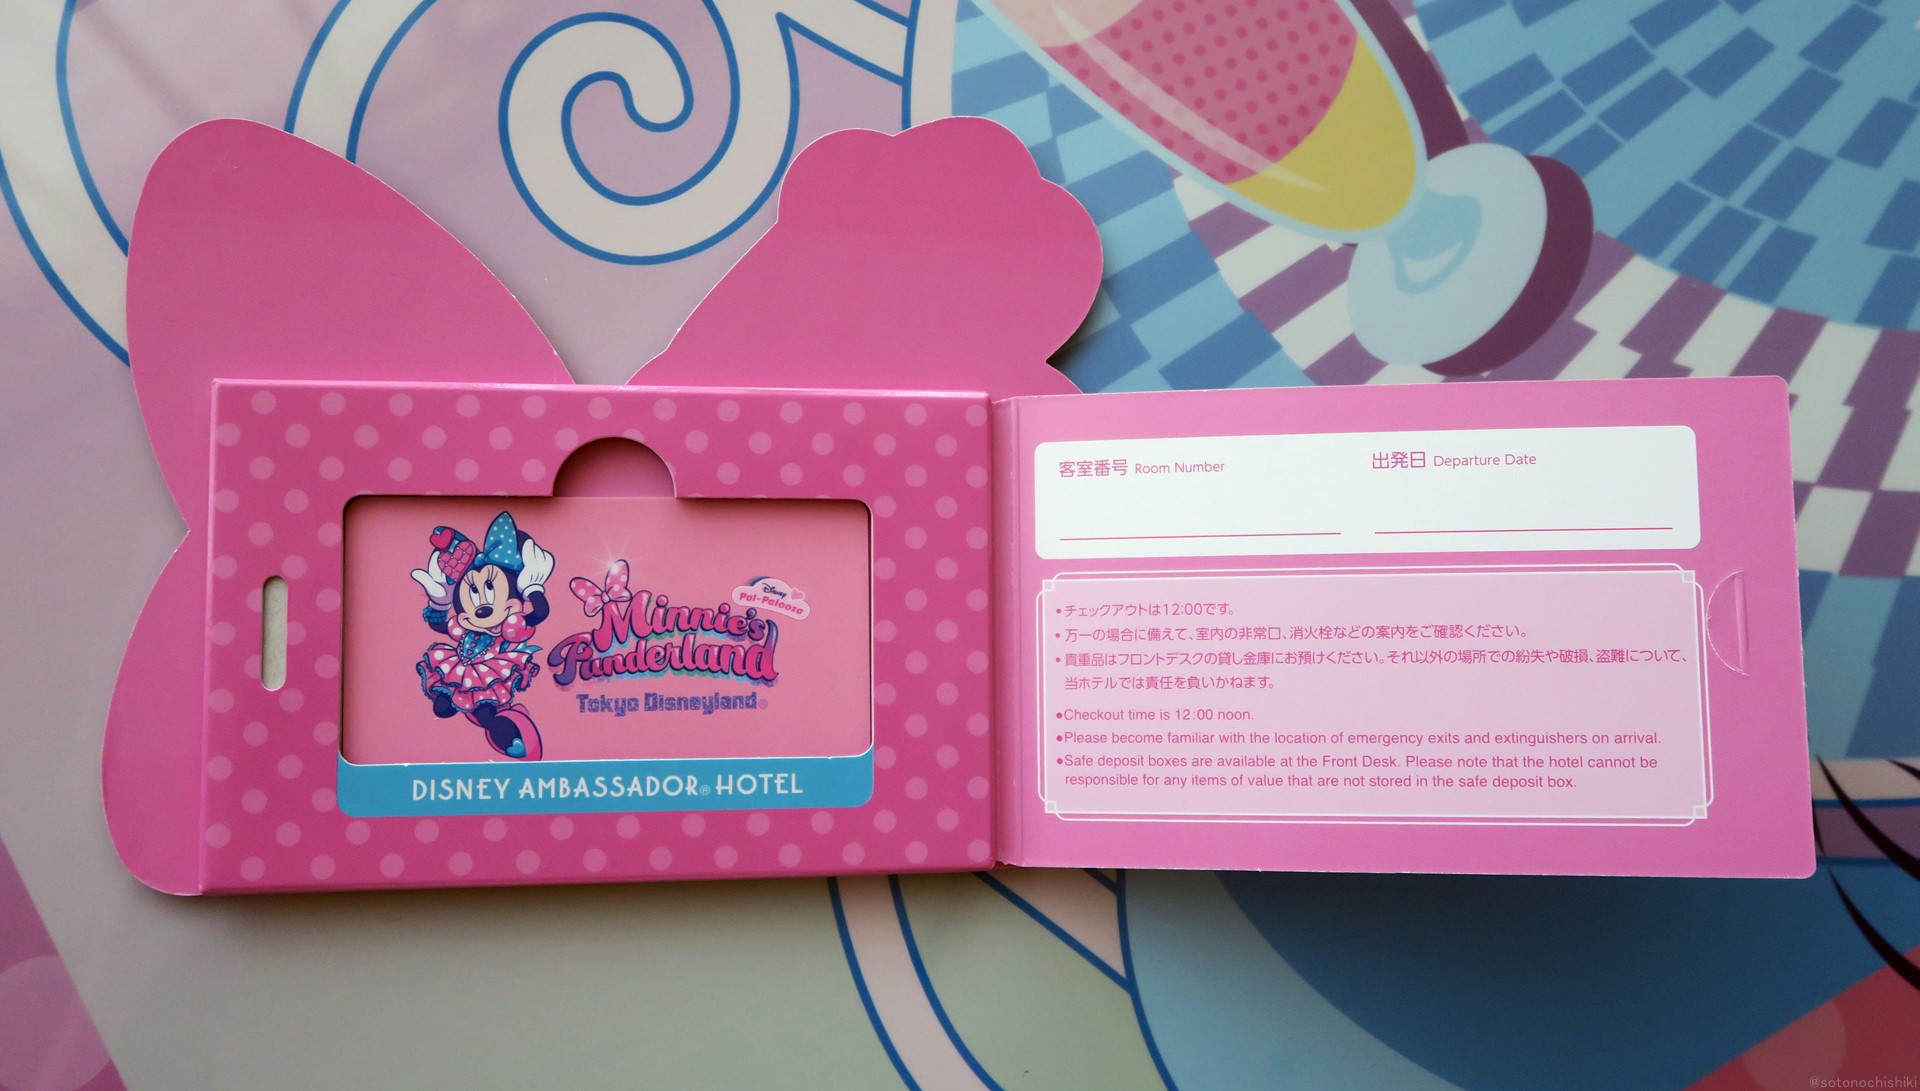 Disney
Pal-Palooza
Minnie's
Funderland
Tokyo Disneyland®
DISNEY AMBASSADOR® HOTEL
客室番号 Room Number
出発日 Departure Date
•チェックアウトは12:00です。
•万一の場合に備えて、室内の非常口、消火栓などの案内をご確認ください。
•貴重品はフロントデスクの貸し金庫にお預けください。それ以外の場所での紛失や破損、盗難について、
当ホテルでは責任を負いかねます。
●Checkout time is 12:00 noon.
●Please become familiar with the location of emergency exits and extinguishers on arrival.
●Safe deposit boxes are available at the Front Desk. Please note that the hotel cannot be
responsible for any items of value that are not stored in the safe deposit box.
@sotonochishiki